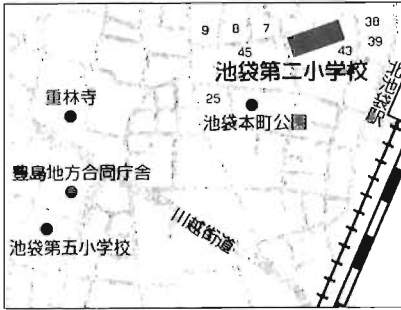 9 8 7
38
39
45
43
池袋第二小学校
北池袋駅
重林寺
25
池袋本町公園
豊島地方合同庁舎
川越街道
池袋第五小学校